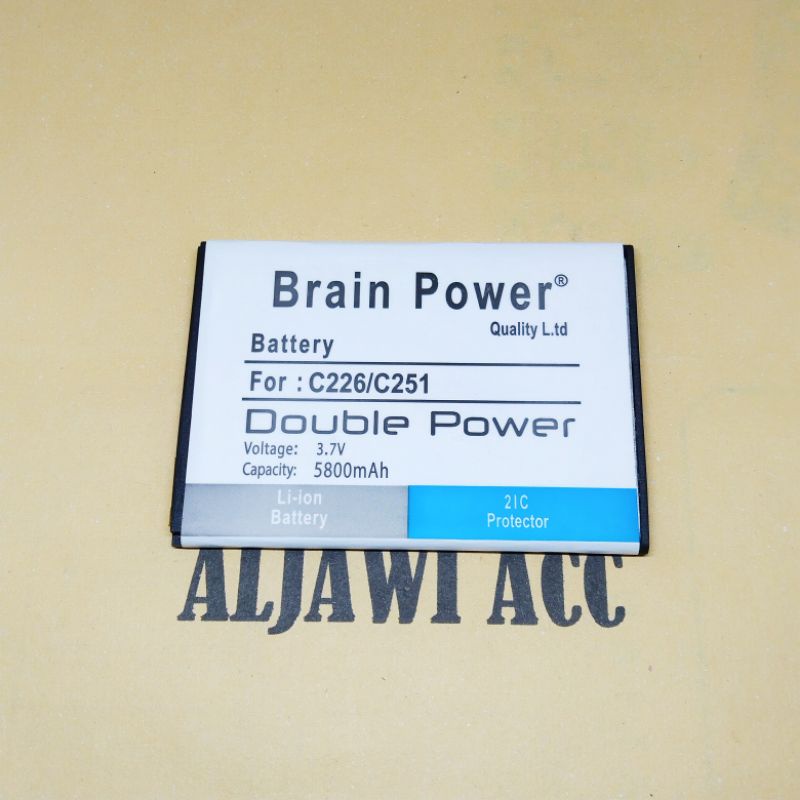 Brain Power®
Quality L.td
Battery
For : C226/C251
Double Power
Voltage: 3.7V
Capacity: 5800mAh
Li-ion
Battery
2IC
Protector
ALJAWI ACC